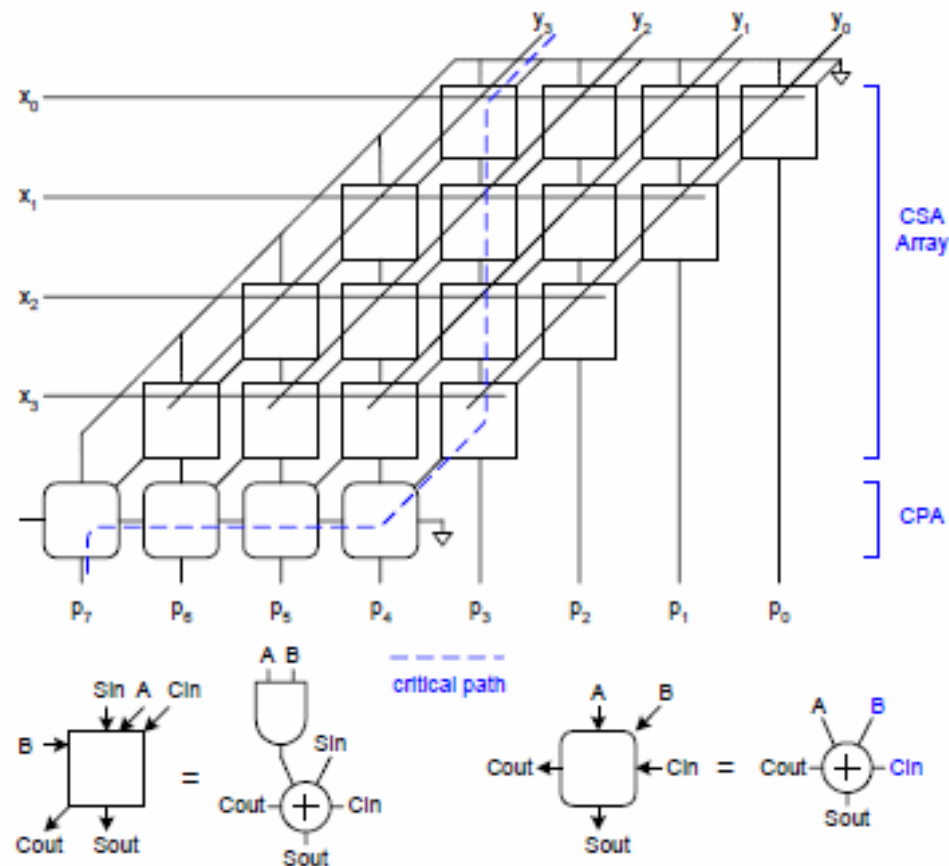 y₃ y₂ y₁ y₀
x₀
x₁
CSA
Array
x₂
x₃
CPA
p₇ p₆ p₅ p₄ p₃ p₂ p₁ p₀
A B
critical path
Sin A Cin
A B
Sin
A B
B
=
Cout Cin
Cout Cin
=
Cout Cin
Cout Sout
Sout
Sout
Sout